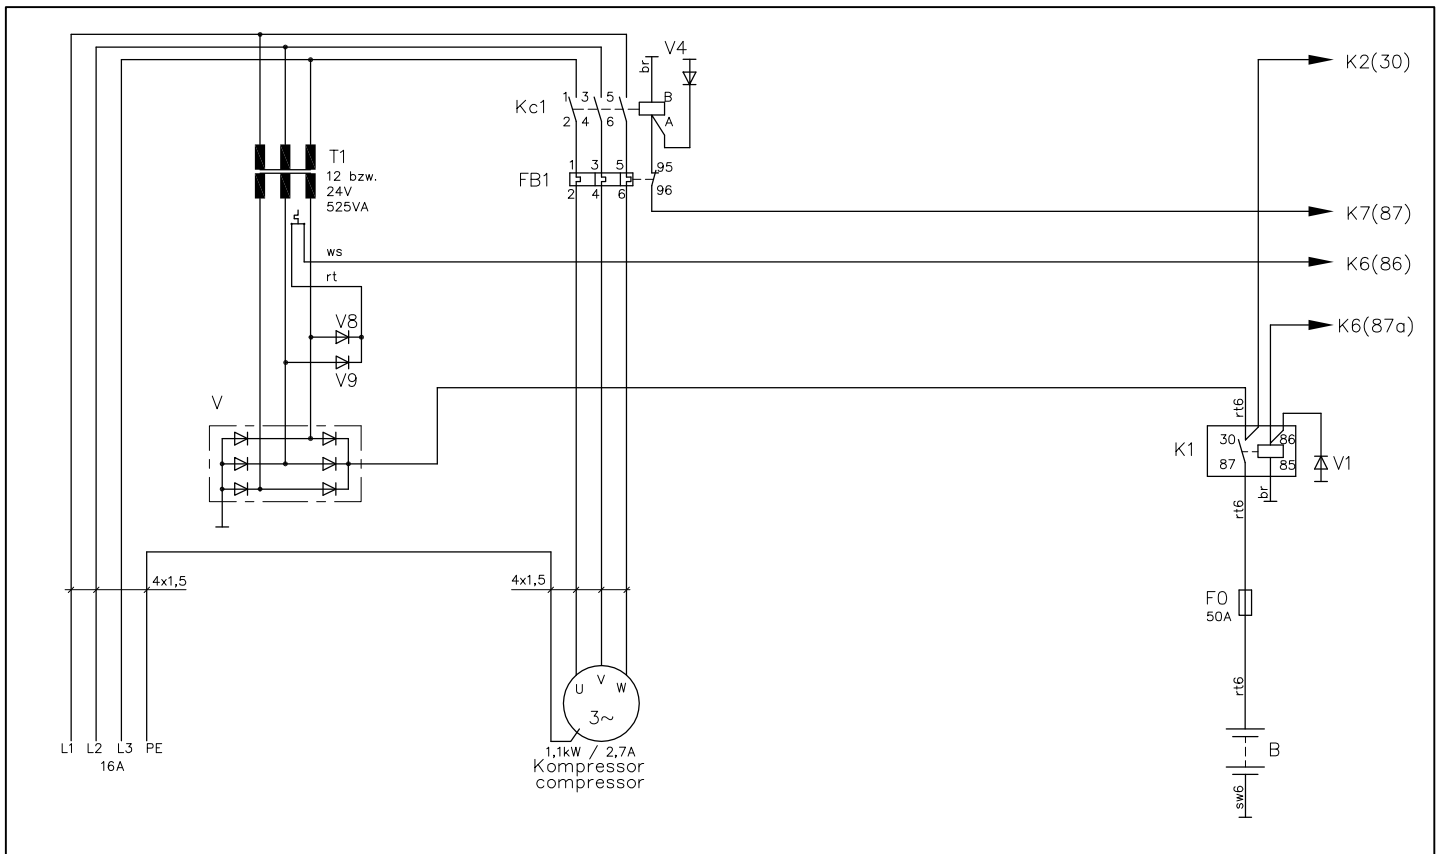 V4
br
K2(30)
Kc1
1 3 5
B
2 4 6
A
T1
12 bzw.
24V
525VA
FB1
1 3 5
95
2 4 6
96
K7(87)
ws
K6(86)
rt
V8
K6(87a)
V9
V
rt6
K1
30
86
87
85
V1
br
rt6
4x1,5
4x1,5
F0
50A
U V W
3~
rt6
L1 L2 L3 PE
16A
1,1kW / 2,7A
Kompressor
compressor
B
sw6